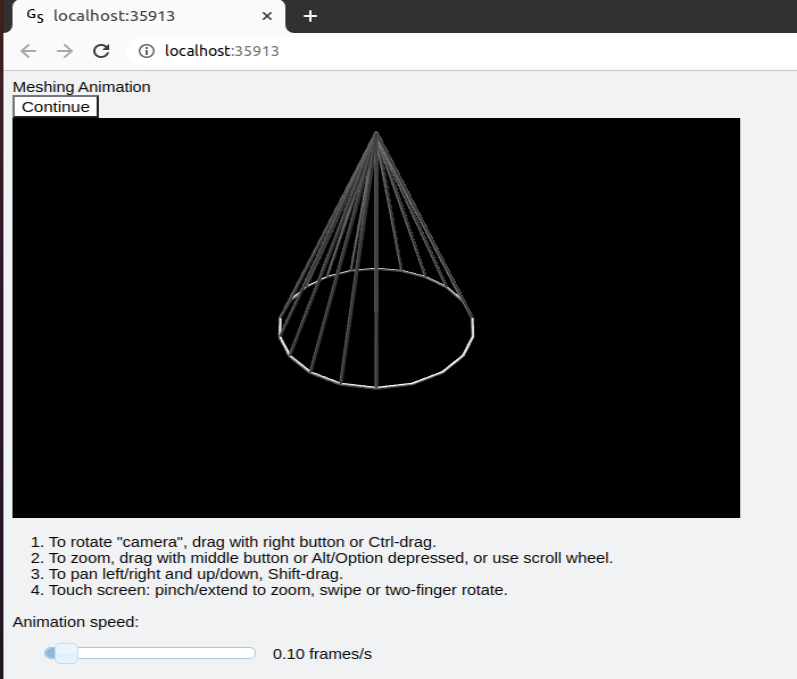 GS localhost:35913
localhost:35913
Meshing Animation
Continue
1. To rotate "camera", drag with right button or Ctrl-drag.
2. To zoom, drag with middle button or Alt/Option depressed, or use scroll wheel.
3. To pan left/right and up/down, Shift-drag.
4. Touch screen: pinch/extend to zoom, swipe or two-finger rotate.
Animation speed:
0.10 frames/s